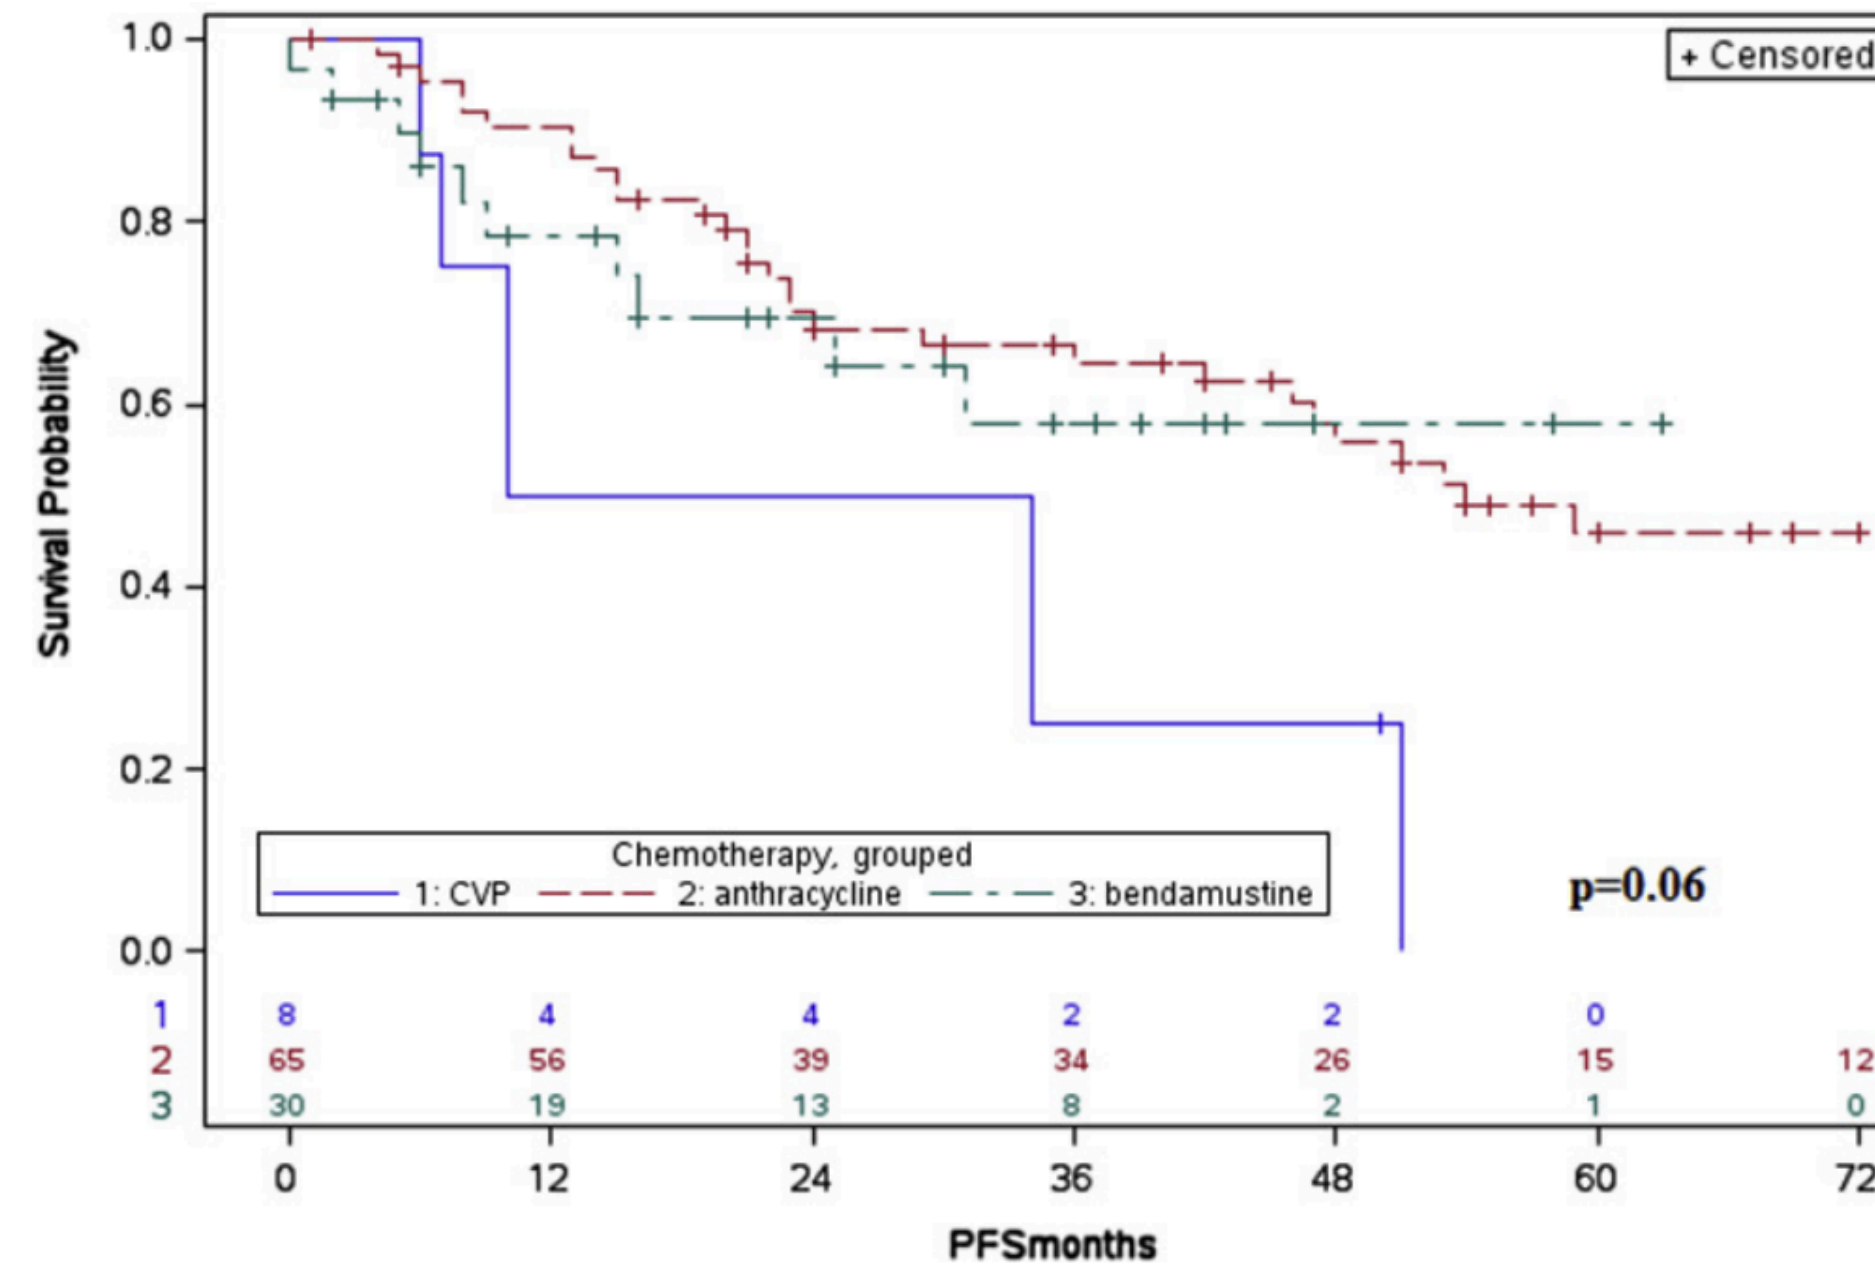 + Censored
1.0
0.8
0.6
0.4
0.2
0.0
Survival Probability
Chemotherapy, grouped
1: CVP 2: anthracycline 3: bendamustine
p=0.06
1 8 4 4 2 2 0
2 65 56 39 34 26 15 12
3 30 19 13 8 2 1 0
0 12 24 36 48 60 72
PFSmonths